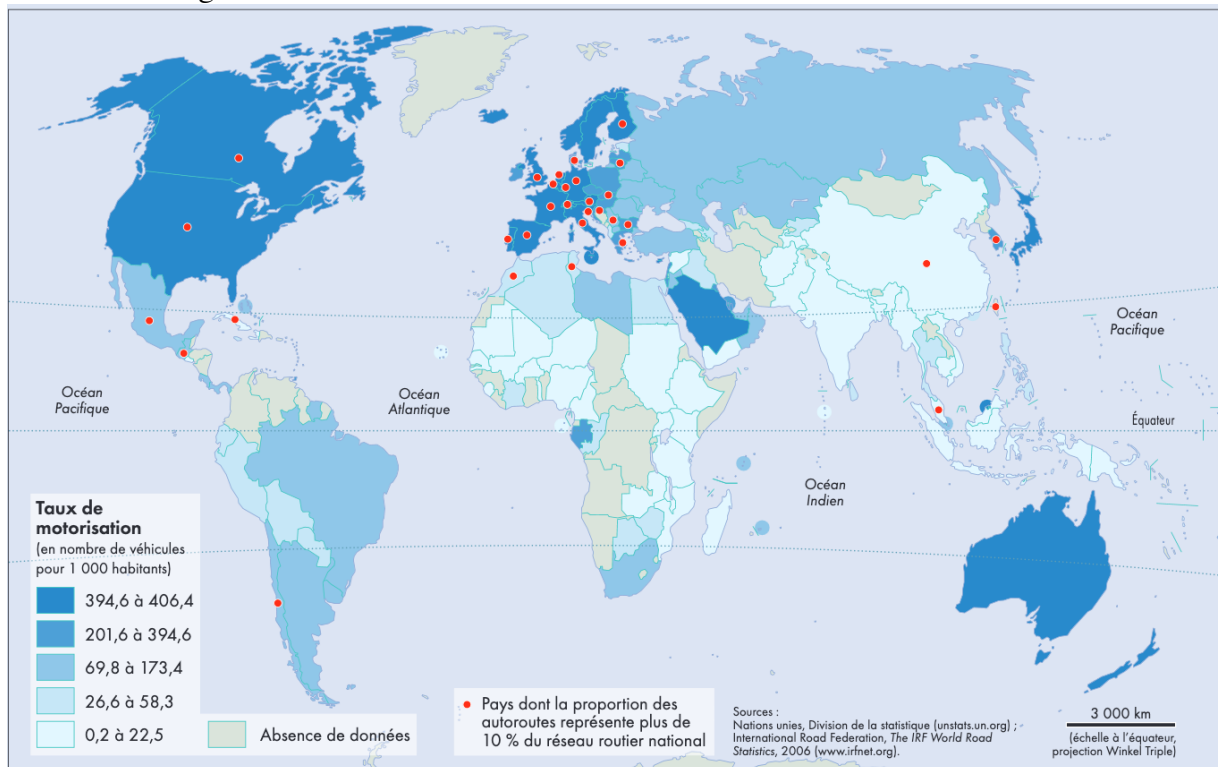 Océan
Pacifique
Océan
Atlantique
Océan
Pacifique
Équateur
Océan
Indien
Taux de
motorisation
(en nombre de véhicules
pour 1 000 habitants)
394,6 à 406,4
201,6 à 394,6
69,8 à 173,4
26,6 à 58,3
0,2 à 22,5
Absence de données
Pays dont la proportion des
autoroutes représente plus de
10 % du réseau routier national
Sources :
Nations unies, Division de la statistique (unstats.un.org) ;
International Road Federation, The IRF World Road
Statistics, 2006 (www.irfnet.org).
3 000 km
(échelle à l'équateur,
projection Winkel Triple)